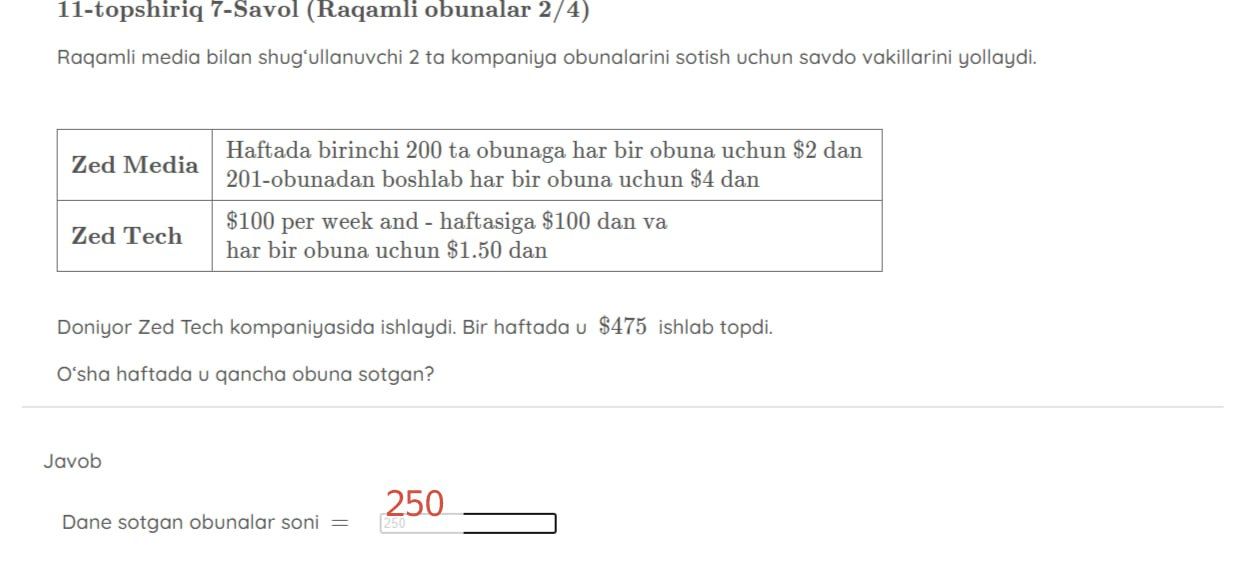 11-topshiriq 7-Savol (Raqamli obunalar 2/4)
Raqamli media bilan shug‘ullanuvchi 2 ta kompaniya obunalarini sotish uchun savdo vakillarini yollaydi.
Zed Media
Haftada birinchi 200 ta obunaga har bir obuna uchun $2 dan
201-obunadan boshlab har bir obuna uchun $4 dan
Zed Tech
$100 per week and - haftasiga $100 dan va
har bir obuna uchun $1.50 dan
Doniyor Zed Tech kompaniyasida ishlaydi. Bir haftada u $475 ishlab topdi.
O‘sha haftada u qancha obuna sotgan?
Javob
250
Dane sotgan obunalar soni = 250